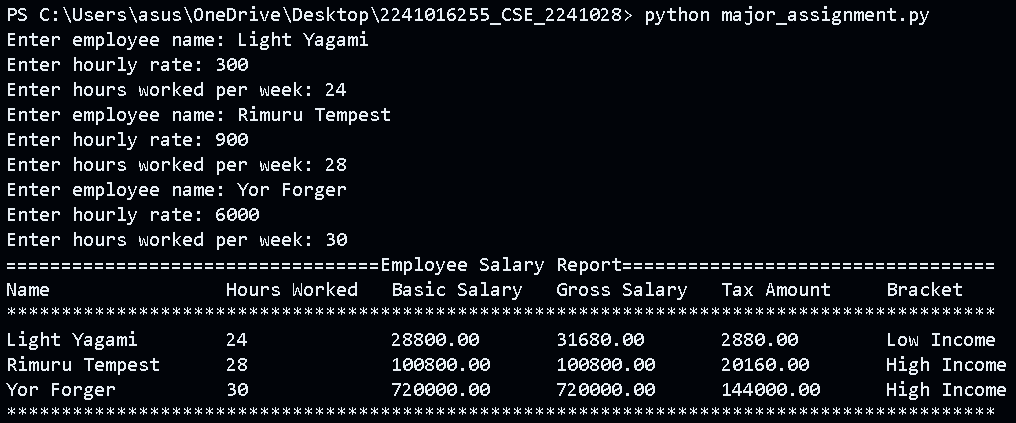 PS C:\Users\asus\OneDrive\Desktop\2241016255_CSE_2241028> python major_assignment.py
Enter employee name: Light Yagami
Enter hourly rate: 300
Enter hours worked per week: 24
Enter employee name: Rimuru Tempest
Enter hourly rate: 900
Enter hours worked per week: 28
Enter employee name: Yor Forger
Enter hourly rate: 6000
Enter hours worked per week: 30
==================================Employee Salary Report==================================
Name                Hours Worked   Basic Salary   Gross Salary   Tax Amount     Bracket
******************************************************************************************
Light Yagami        24             28800.00       31680.00       2880.00        Low Income
Rimuru Tempest      28             100800.00      100800.00      20160.00       High Income
Yor Forger          30             720000.00      720000.00      144000.00      High Income
******************************************************************************************